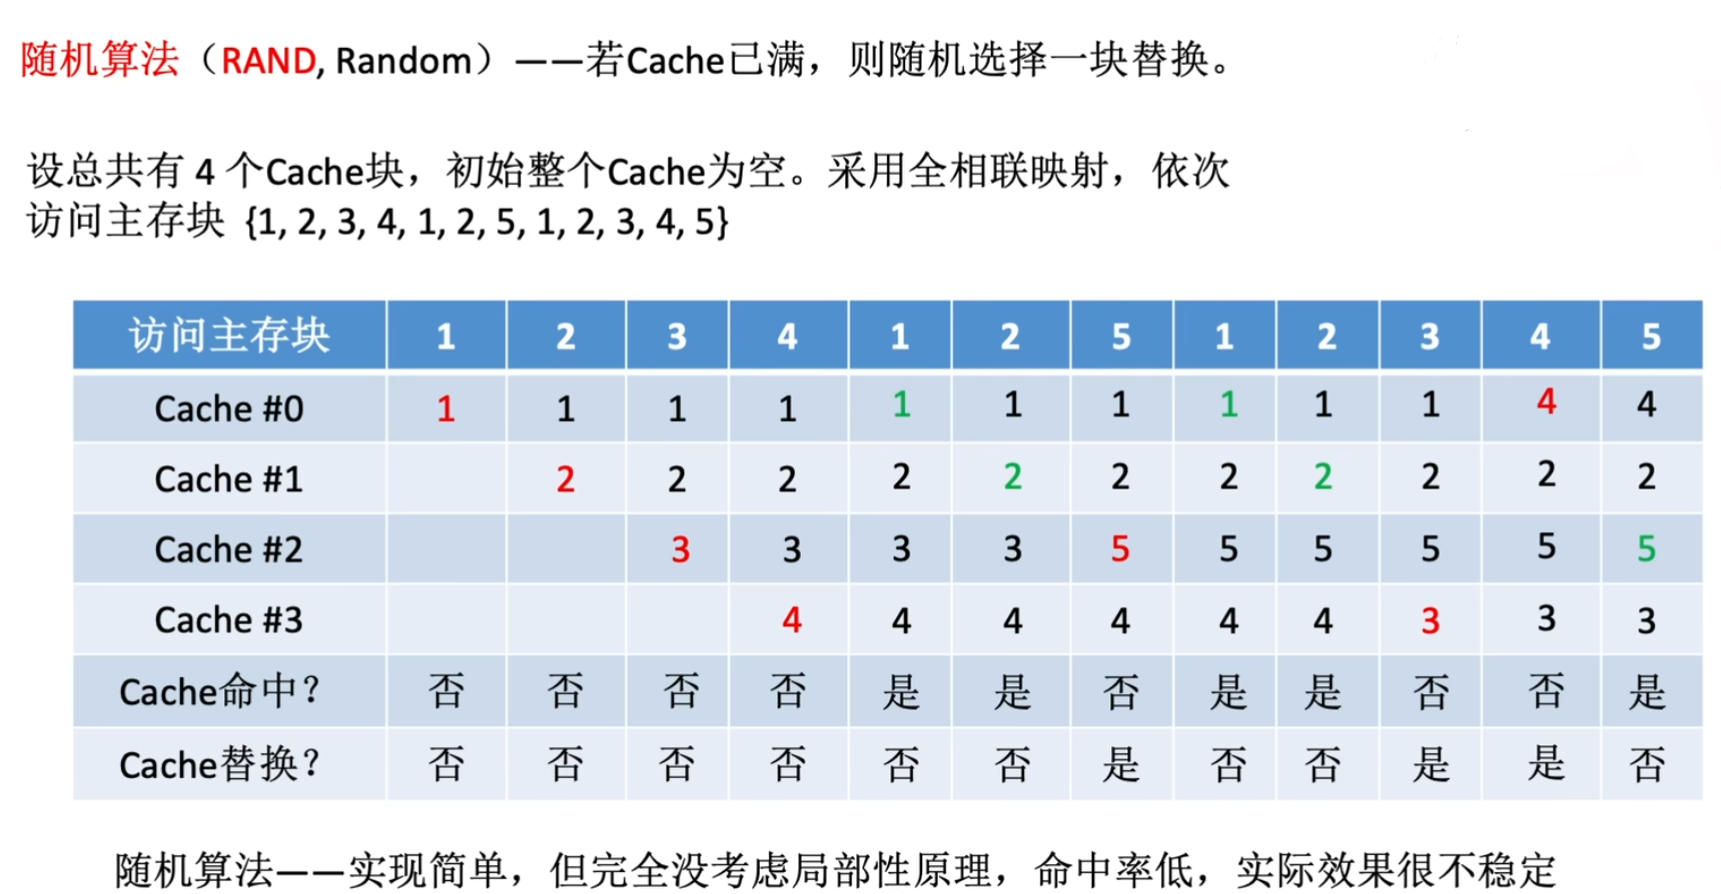 随机算法（RAND, Random）——若Cache已满，则随机选择一块替换。
设总共有 4 个Cache块，初始整个Cache为空。采用全相联映射，依次
访问主存块 {1, 2, 3, 4, 1, 2, 5, 1, 2, 3, 4, 5}
访问主存块 1 2 3 4 1 2 5 1 2 3 4 5
Cache #0 1 1 1 1 1 1 1 1 1 1 4 4
Cache #1 2 2 2 2 2 2 2 2 2 2 2
Cache #2 3 3 3 3 5 5 5 5 5 5
Cache #3 4 4 4 4 4 4 3 3 3
Cache命中？ 否 否 否 否 是 是 否 是 是 否 否 是
Cache替换？ 否 否 否 否 否 否 是 否 否 是 是 否
随机算法——实现简单，但完全没考虑局部性原理，命中率低，实际效果很不稳定